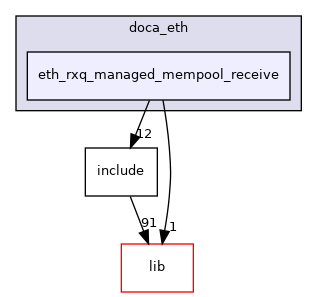 doca_eth
eth_rxq_managed_mempool_receive
12
include
91
1
lib